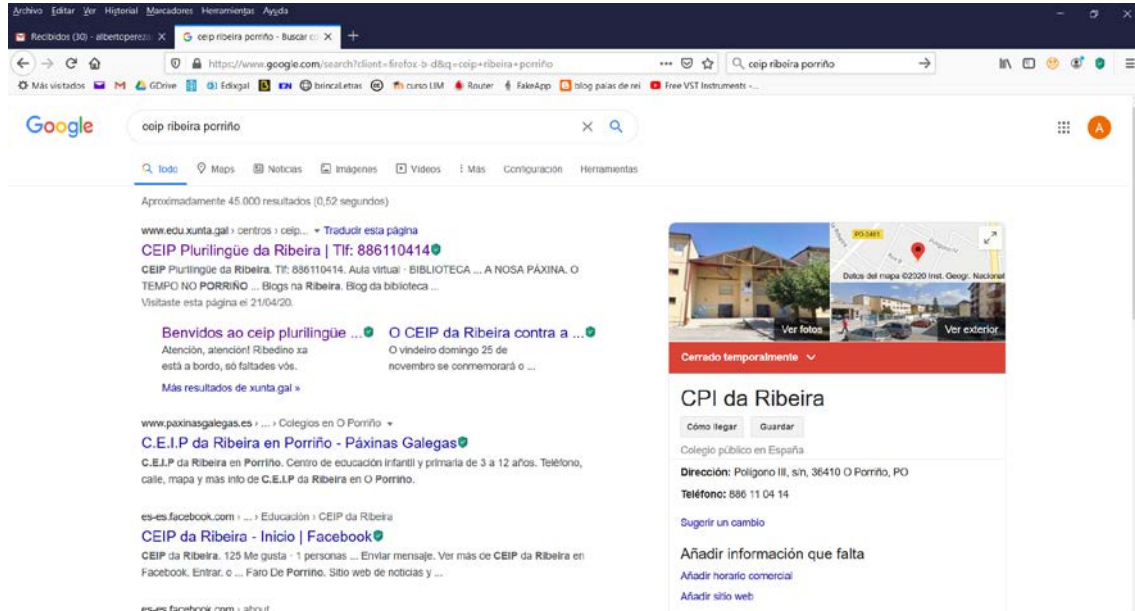 Archivo Editar Ver Historial Marcadores Herramientas Ayuda
Recibidos (30) - albertopereza
ceip ribeira porriño - Buscar co
https://www.google.com/search?client=firefox-b-d&q=ceip+ribeira+porriño
ceip ribeira porriño
Más visitados GDrive Edixgal brincaLetras curso LIM Router FakeApp blog palas de rei Free VST Instruments -...
Google
ceip ribeira porriño
A
Todo Maps Noticias Imágenes Vídeos Más Configuración Herramientas
Aproximadamente 45.000 resultados (0,52 segundos)
www.edu.xunta.gal › centros › ceip... Traducir esta página
CEIP Plurilingüe da Ribeira | Tlf: 886110414
CEIP Plurilingüe da Ribeira. Tlf: 886110414. Aula virtual · BIBLIOTECA ... A NOSA PÁXINA. O
TEMPO NO PORRIÑO ... Blogs na Ribeira. Blog da biblioteca ...
Visitaste esta página el 21/04/20.
Benvidos ao ceip plurilingüe ...
Atención, atención! Ribedino xa
está a bordo, só faltades vós.
O CEIP da Ribeira contra a ...
O vindeiro domingo 25 de
novembro se conmemorará o ...
Más resultados de xunta.gal »
www.paxinasgalegas.es › ... › Colegios en O Porriño
C.E.I.P da Ribeira en Porriño - Páxinas Galegas
C.E.I.P da Ribeira en Porriño. Centro de educación infantil y primaria de 3 a 12 años. Teléfono,
calle, mapa y más info de C.E.I.P da Ribeira en O Porriño.
es-es.facebook.com › ... › Educación › CEIP da Ribeira
CEIP da Ribeira - Inicio | Facebook
CEIP da Ribeira. 125 Me gusta · 1 personas ... Enviar mensaje. Ver más de CEIP da Ribeira en
Facebook. Entrar. o ... Faro De Porriño. Sitio web de noticias y ...
es-es.facebook.com › about
PO-2401
Datos del mapa ©2020 Inst. Geogr. Nacional
Ver fotos
Ver exterior
Cerrado temporalmente
CPI da Ribeira
Cómo llegar
Guardar
Colegio público en España
Dirección: Polígono III, s/n, 36410 O Porriño, PO
Teléfono: 886 11 04 14
Sugerir un cambio
Añadir información que falta
Añadir horario comercial
Añadir sitio web